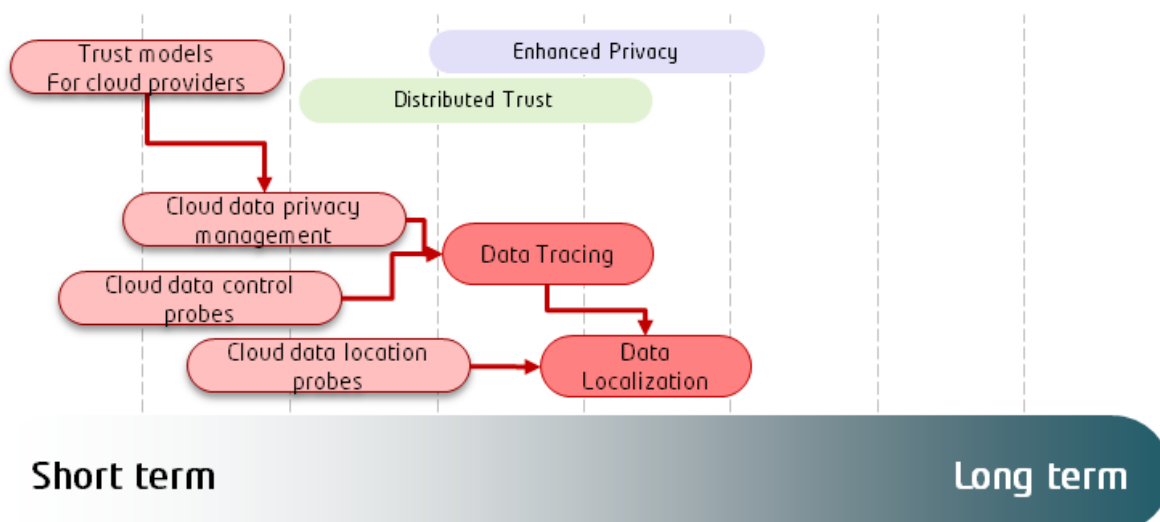 Trust models
For cloud providers
Enhanced Privacy
Distributed Trust
Cloud data privacy
management
Data Tracing
Cloud data control
probes
Cloud data location
probes
Data
Localization
Short term
Long term